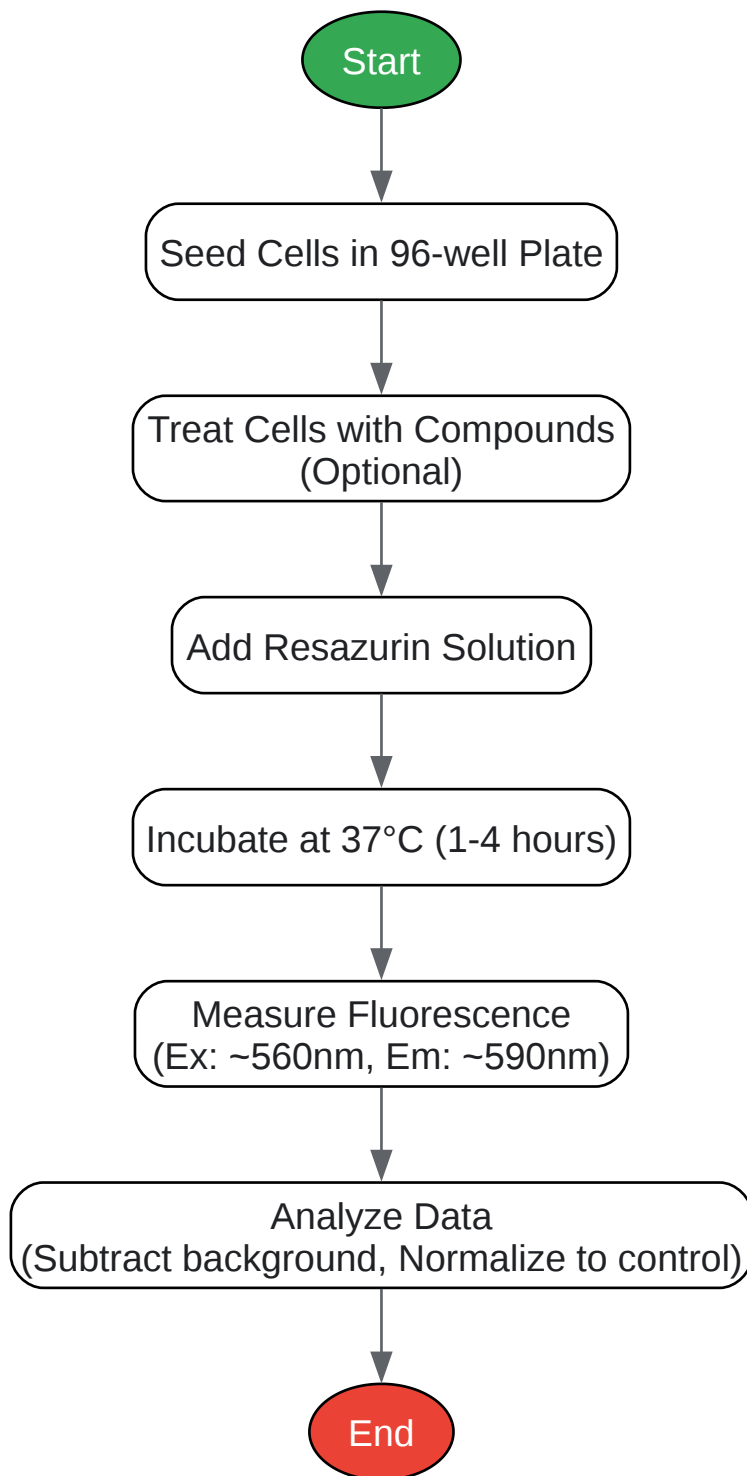 Start
Seed Cells in 96-well Plate
Treat Cells with Compounds
(Optional)
Add Resazurin Solution
Incubate at 37°C (1-4 hours)
Measure Fluorescence
(Ex: ~560nm, Em: ~590nm)
Analyze Data
(Subtract background, Normalize to control)
End